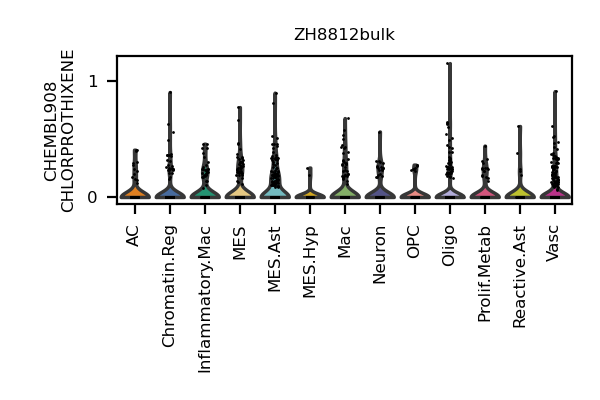 ZH8812bulk
CHEMBL908
CHLORPROTHIXENE
1
0
AC
Chromatin.Reg
Inflammatory.Mac
MES
MES.Ast
MES.Hyp
Mac
Neuron
OPC
Oligo
Prolif.Metab
Reactive.Ast
Vasc